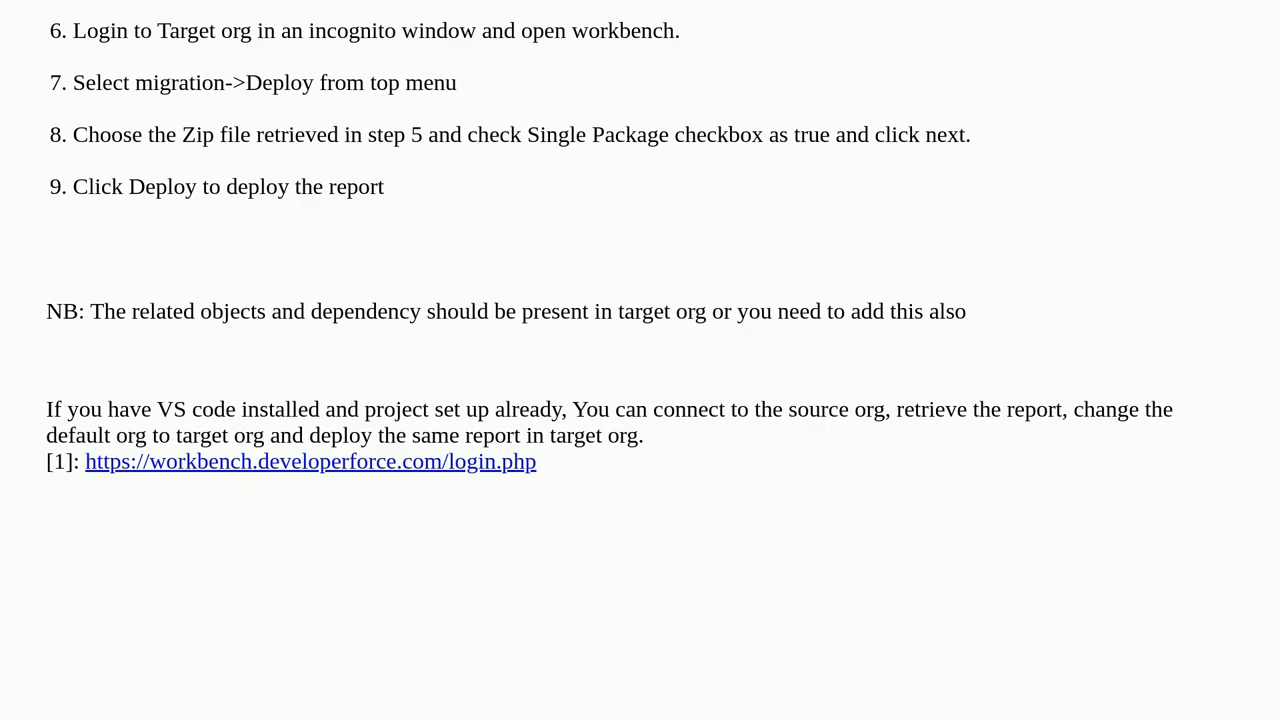 6. Login to Target org in an incognito window and open workbench.
7. Select migration->Deploy from top menu
8. Choose the Zip file retrieved in step 5 and check Single Package checkbox as true and click next.
9. Click Deploy to deploy the report
NB: The related objects and dependency should be present in target org or you need to add this also
If you have VS code installed and project set up already, You can connect to the source org, retrieve the report, change the
default org to target org and deploy the same report in target org.
[1]: https://workbench.developerforce.com/login.php